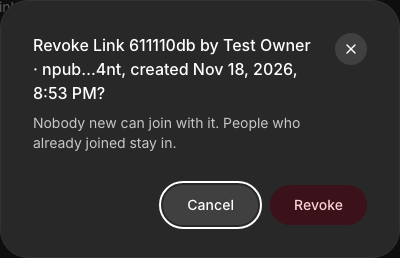 Revoke Link 611110db by Test Owner
· npub...4nt, created Nov 18, 2026,
8:53 PM?
Nobody new can join with it. People who
already joined stay in.
Cancel
Revoke